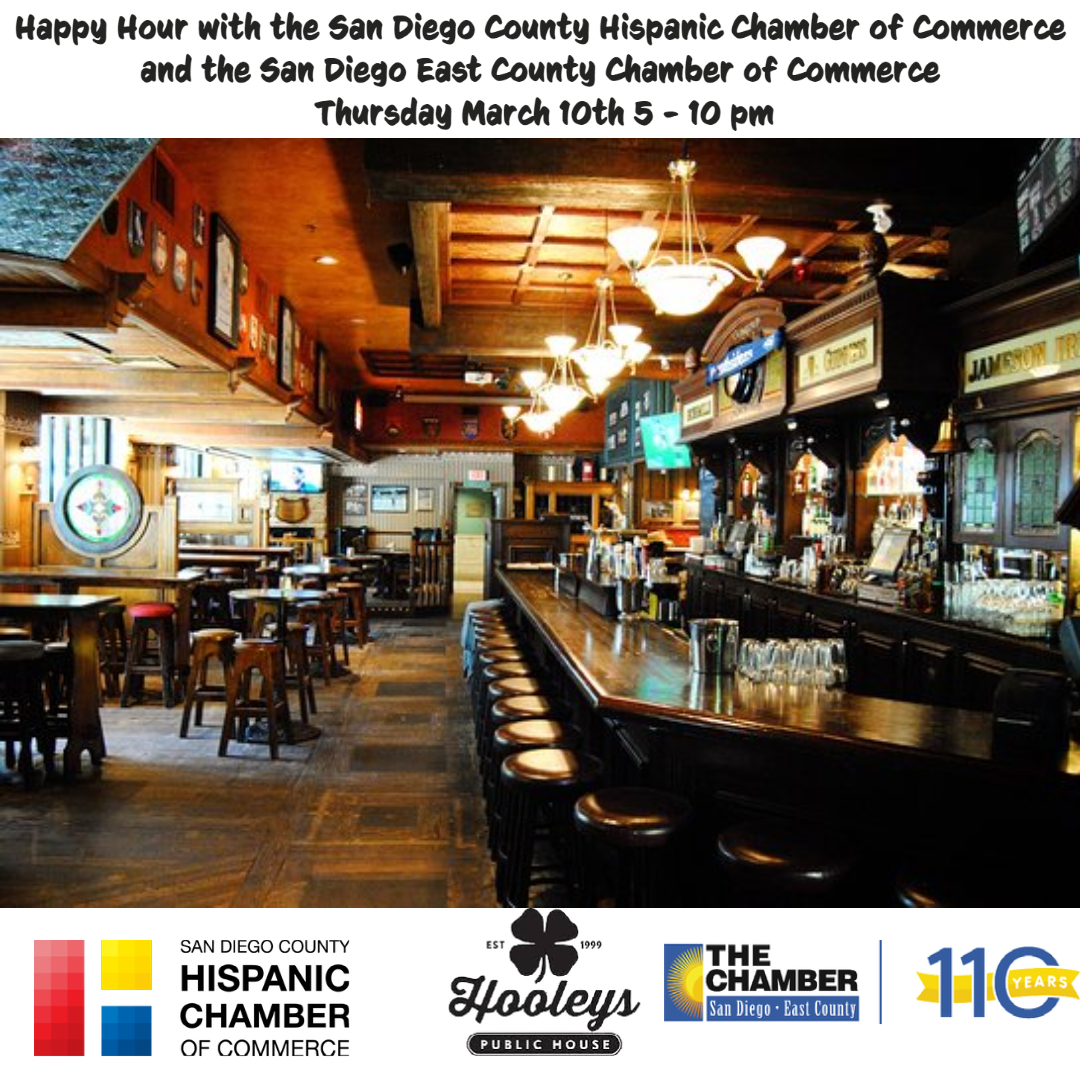 Happy Hour with the San Diego County Hispanic Chamber of Commerce
and the San Diego East County Chamber of Commerce
Thursday March 10th 5 - 10 pm
JAMESON
SAN DIEGO COUNTY
HISPANIC
CHAMBER
OF COMMERCE
EST 1999
Hooleys
PUBLIC HOUSE
THE
CHAMBER
San Diego · East County
110
YEARS